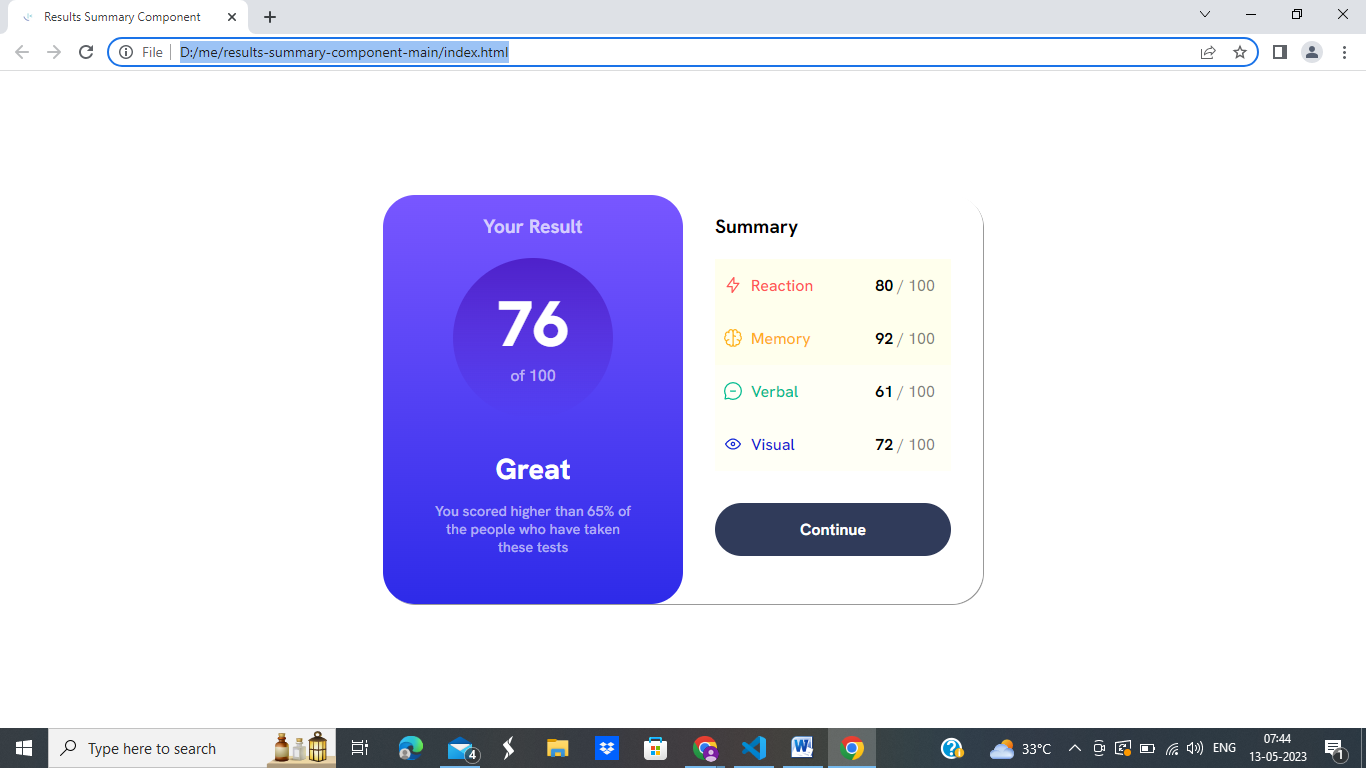 Results Summary Component
File
D:/me/results-summary-component-main/index.html
Your Result
76
of 100
Great
You scored higher than 65% of
the people who have taken
these tests
Summary
Reaction 80 / 100
Memory 92 / 100
Verbal 61 / 100
Visual 72 / 100
Continue
Type here to search
4
33°C
ENG
07:44
13-05-2023
1